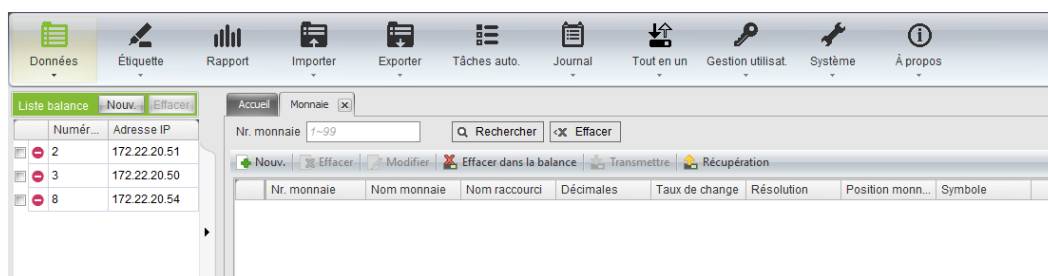 Données Étiquette Rapport Importer Exporter Tâches auto. Journal Tout en un Gestion utilisat. Système À propos
Liste balance Nouv. Effacer
Numér... Adresse IP
2 172.22.20.51
3 172.22.20.50
8 172.22.20.54
Accueil Monnaie
Nr. monnaie 1~99 Rechercher Effacer
Nouv. Effacer Modifier Effacer dans la balance Transmettre Récupération
Nr. monnaie Nom monnaie Nom raccourci Décimales Taux de change Résolution Position monn... Symbole